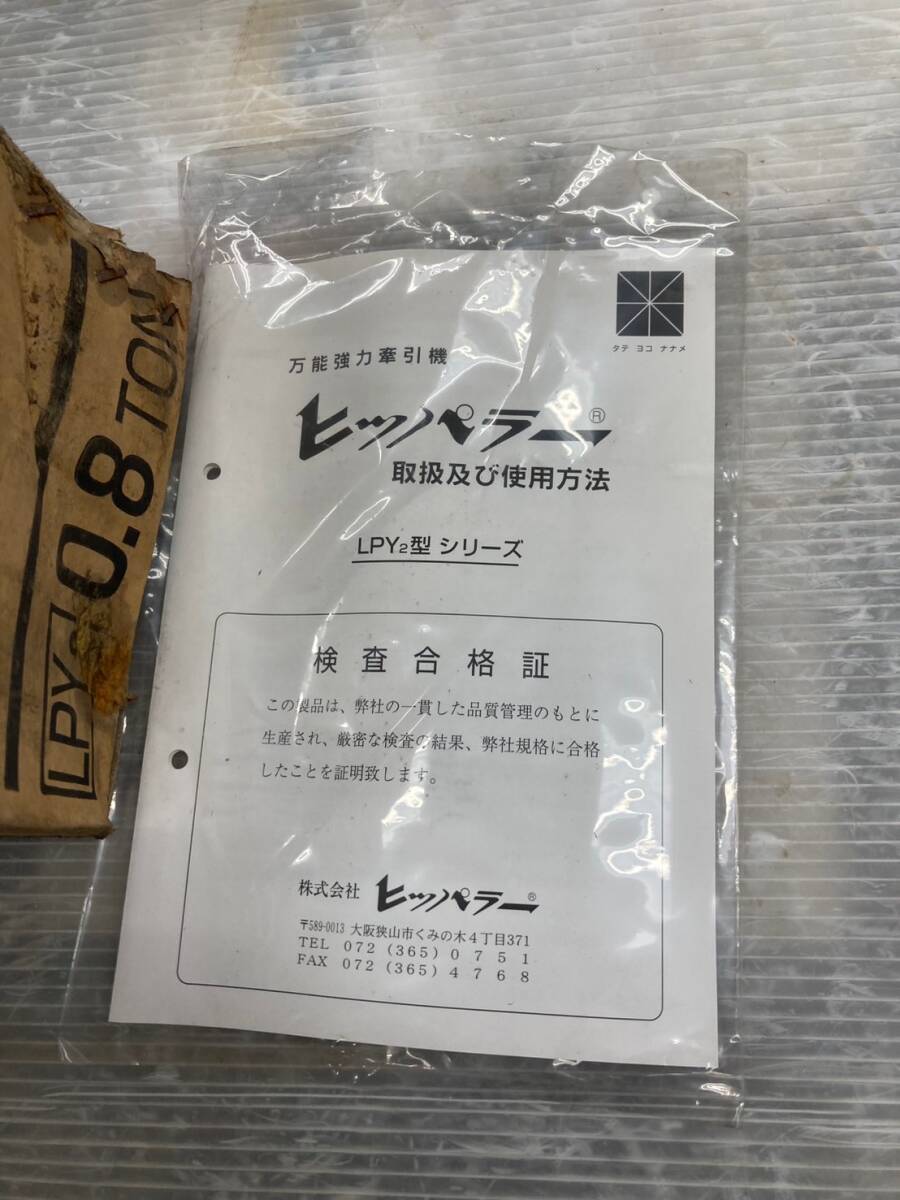 タテ ヨコ ナナメ
万能強力牽引機
ヒッパラー®
取扱及び使用方法
LPY₂型 シリーズ
検査合格証
この製品は、弊社の一貫した品質管理のもとに
生産され、厳密な検査の結果、弊社規格に合格
したことを証明致します。
株式会社 ヒッパラー®
〒589-0013 大阪狭山市くみの木4丁目371
TEL 072 (365) 0751
FAX 072 (365) 4768
0.8 TON
LPY